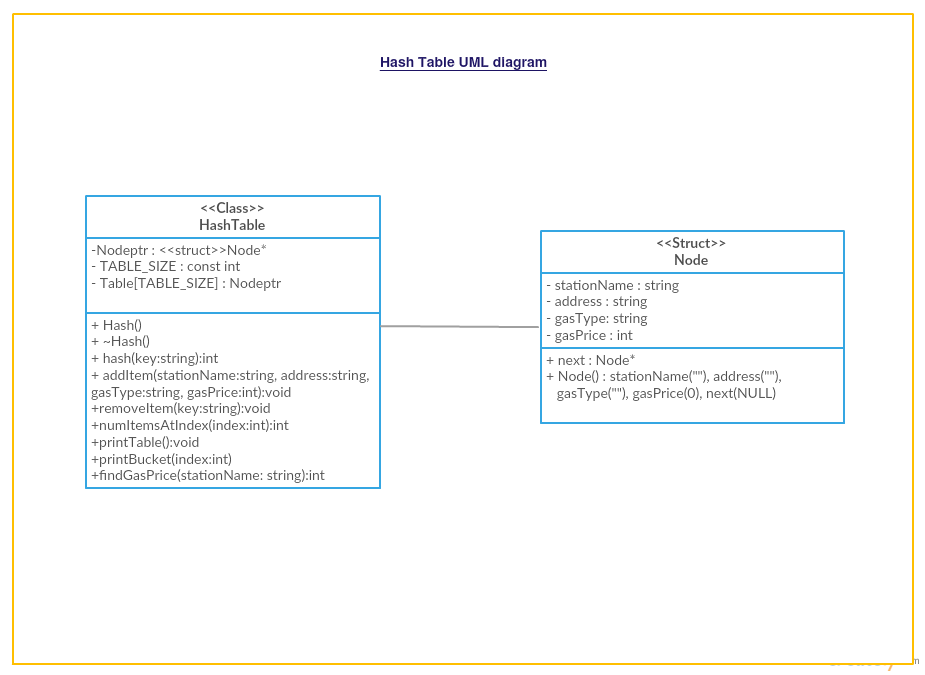 Hash Table UML diagram
<<Class>>
HashTable
-Nodeptr : <<struct>>Node*
- TABLE_SIZE : const int
- Table[TABLE_SIZE] : Nodeptr
+ Hash()
+ ~Hash()
+ hash(key:string):int
+ addItem(stationName:string, address:string,
gasType:string, gasPrice:int):void
+removeItem(key:string):void
+numItemsAtIndex(index:int):int
+printTable():void
+printBucket(index:int)
+findGasPrice(stationName: string):int
<<Struct>>
Node
- stationName : string
- address : string
- gasType: string
- gasPrice : int
+ next : Node*
+ Node() : stationName(""), address(""),
gasType(""), gasPrice(0), next(NULL)